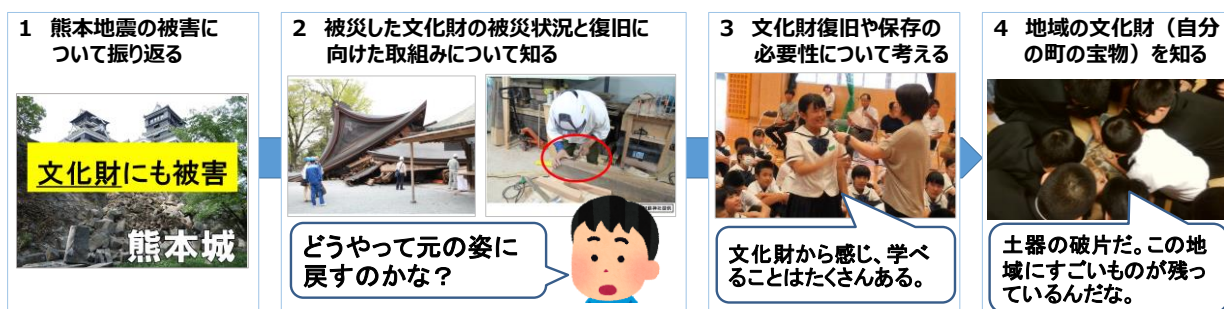 1 熊本地震の被害に
ついて振り返る
文化財にも被害
熊本城
2 被災した文化財の被災状況と復旧に
向けた取組みについて知る
どうやって元の姿に
戻すのかな？
3 文化財復旧や保存の
必要性について考える
文化財から感じ、学べ
ることはたくさんある。
4 地域の文化財（自分
の町の宝物）を知る
土器の破片だ。この地
域にすごいものが残っ
ているんだな。